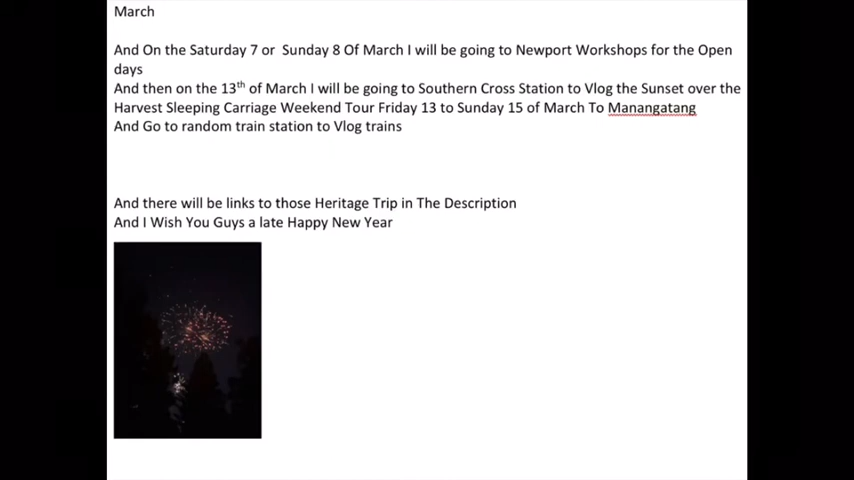 March
And On the Saturday 7 or  Sunday 8 Of March I will be going to Newport Workshops for the Open
days
And then on the 13th of March I will be going to Southern Cross Station to Vlog the Sunset over the
Harvest Sleeping Carriage Weekend Tour Friday 13 to Sunday 15 of March To Manangatang
And Go to random train station to Vlog trains
And there will be links to those Heritage Trip in The Description
And I Wish You Guys a late Happy New Year